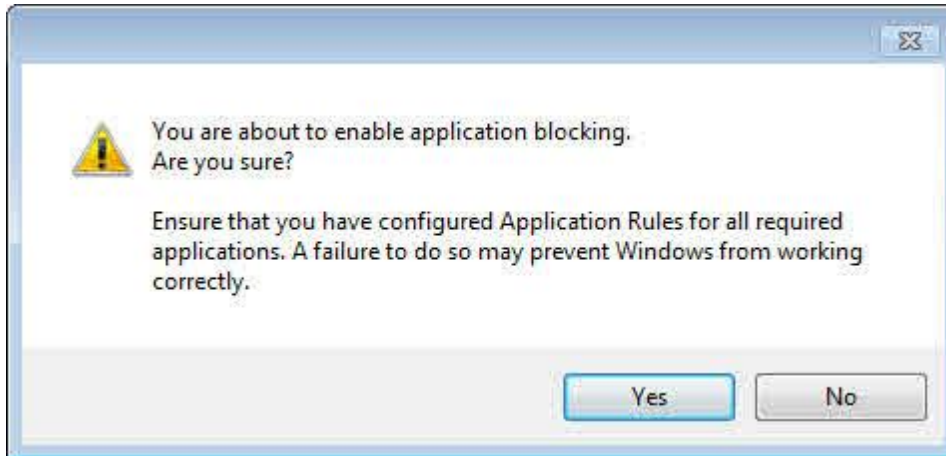 You are about to enable application blocking.
Are you sure?
Ensure that you have configured Application Rules for all required
applications. A failure to do so may prevent Windows from working
correctly.
Yes
No